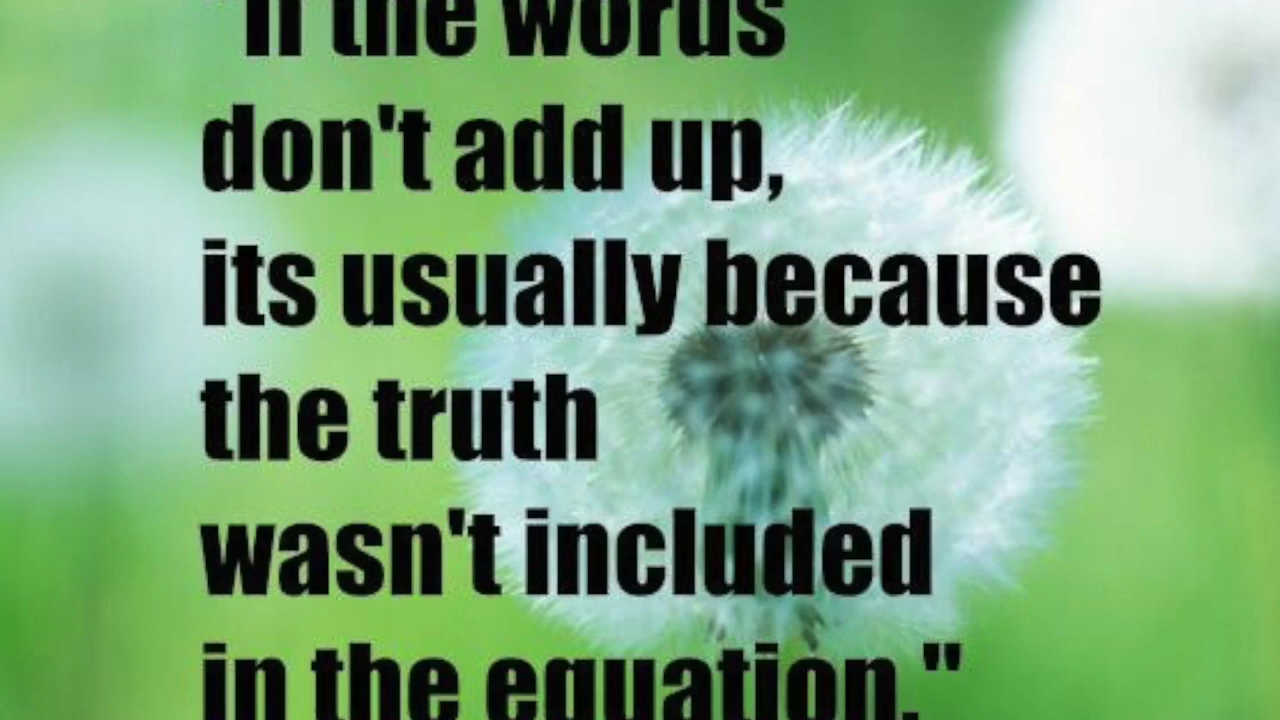 "If the words
don't add up,
its usually because
the truth
wasn't included
in the equation."